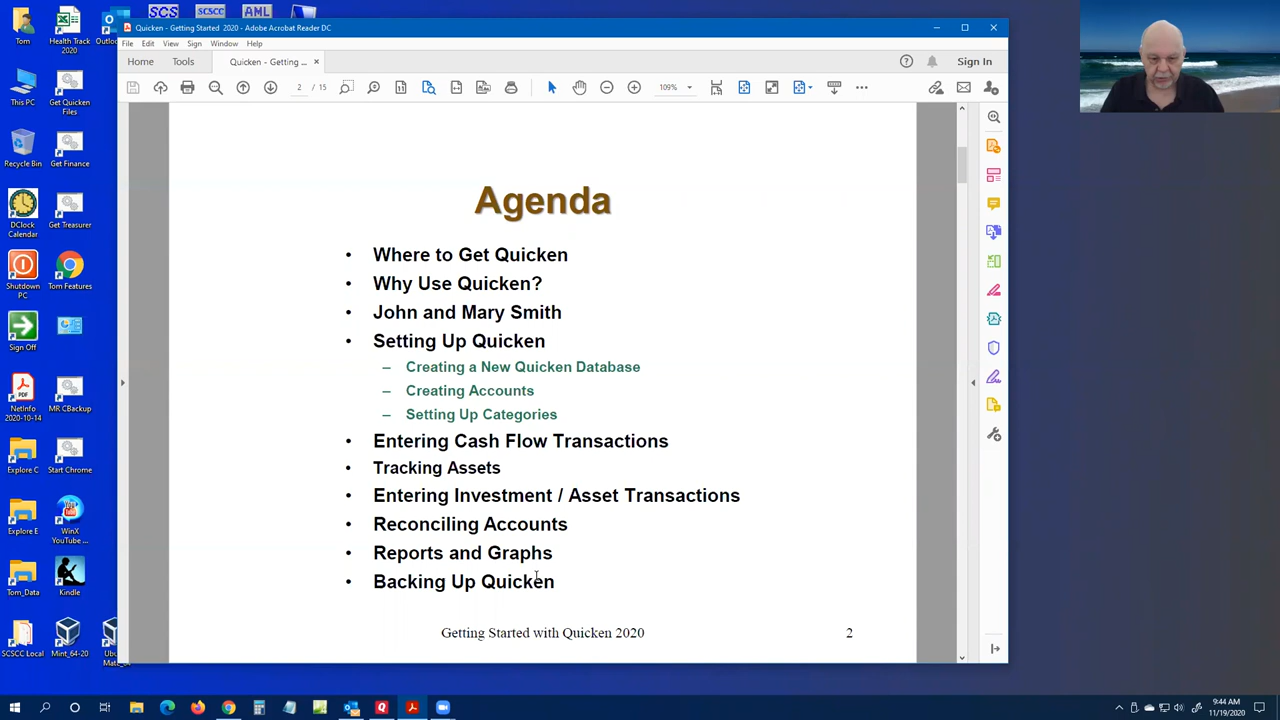 SCS
SCSCC
AML
Tom
Health Track
2020
Outlo
Quicken - Getting Started 2020 - Adobe Acrobat Reader DC
File Edit View Sign Window Help
Home Tools Quicken - Getting ... × Sign In
2 / 15 109%
This PC
Get Quicken
Files
Recycle Bin
Get Finance
DClock
Calendar
Get Treasurer
Shutdown
PC
Tom Features
Sign Off
NetInfo
2020-10-14
MR CBackup
Explore C
Start Chrome
Explore E
WinX
YouTube ...
Tom_Data
Kindle
SCSCC Local
Mint_64-20
Ubu
Mate_64
Agenda
• Where to Get Quicken
• Why Use Quicken?
• John and Mary Smith
• Setting Up Quicken
– Creating a New Quicken Database
– Creating Accounts
– Setting Up Categories
• Entering Cash Flow Transactions
• Tracking Assets
• Entering Investment / Asset Transactions
• Reconciling Accounts
• Reports and Graphs
• Backing Up Quicken
Getting Started with Quicken 2020 2
9:44 AM
11/19/2020